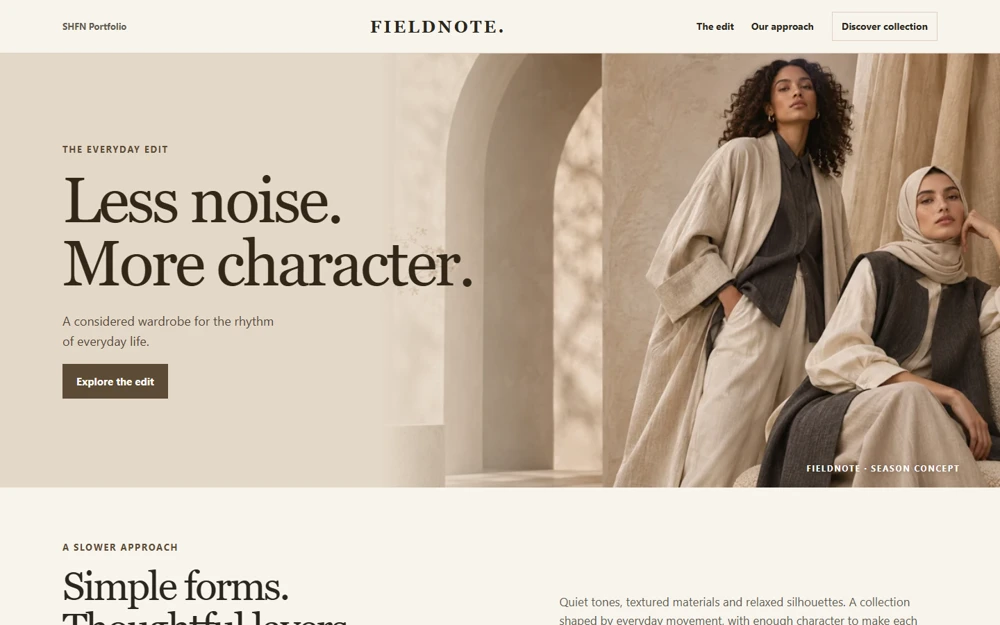 SHFN Portfolio
FIELDNOTE.
The edit
Our approach
Discover collection
THE EVERYDAY EDIT
Less noise.
More character.
A considered wardrobe for the rhythm
of everyday life.
Explore the edit
FIELDNOTE · SEASON CONCEPT
A SLOWER APPROACH
Simple forms.
Thoughtful layers.
Quiet tones, textured materials and relaxed silhouettes. A collection
shaped by everyday movement, with enough character to make each